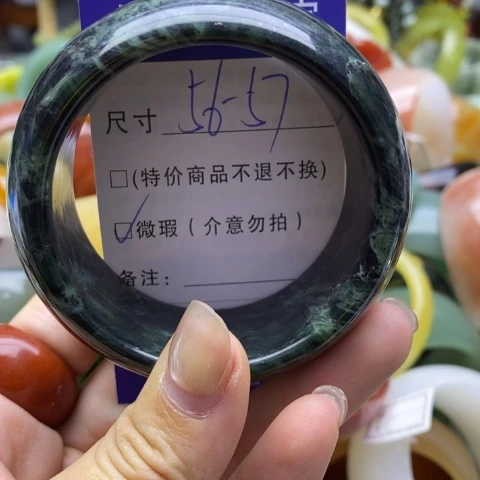 尺寸 56-57
□(特价商品不退不换)
☑微瑕(介意勿拍)
备注: